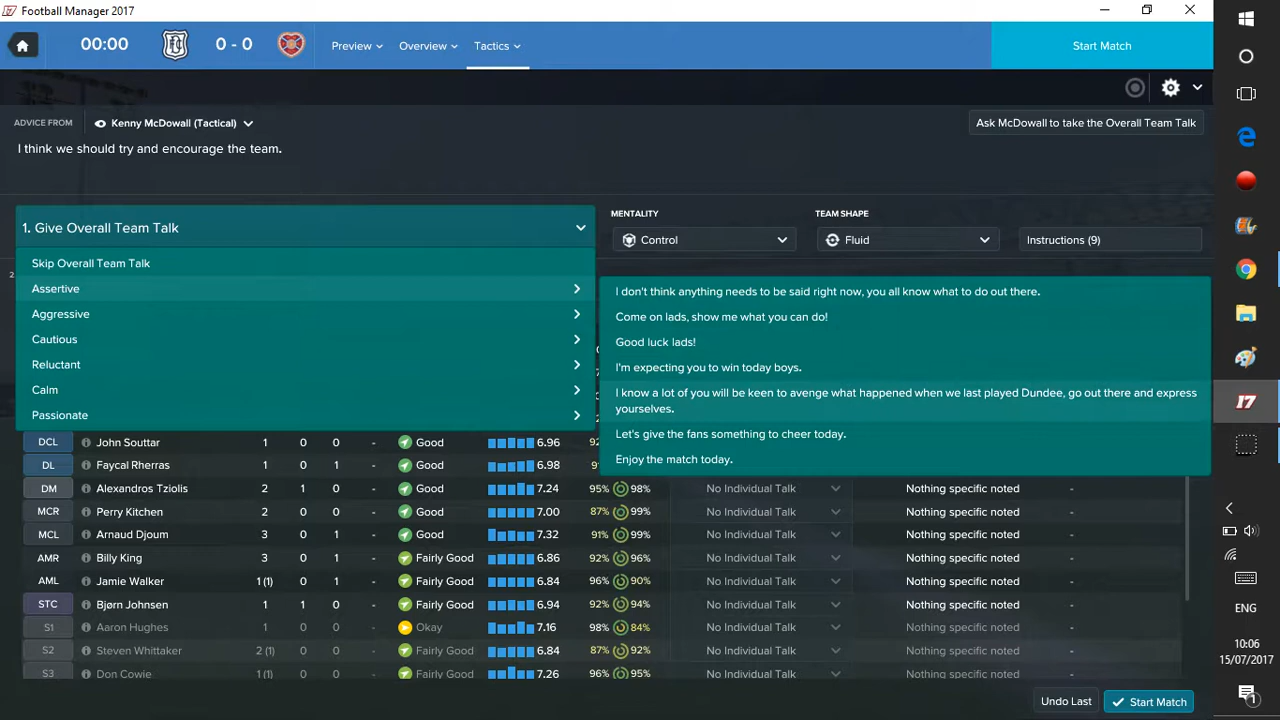 Football Manager 2017
00:00 0 - 0 Preview Overview Tactics Start Match
ADVICE FROM Kenny McDowall (Tactical) Ask McDowall to take the Overall Team Talk
I think we should try and encourage the team.
1. Give Overall Team Talk
MENTALITY TEAM SHAPE
Control Fluid Instructions (9)
Skip Overall Team Talk
Assertive
Aggressive
Cautious
Reluctant
Calm
Passionate
I don't think anything needs to be said right now, you all know what to do out there.
Come on lads, show me what you can do!
Good luck lads!
I'm expecting you to win today boys.
I know a lot of you will be keen to avenge what happened when we last played Dundee, go out there and express
yourselves.
Let's give the fans something to cheer today.
Enjoy the match today.
DCL John Souttar 1 0 0 - Good 6.96
DL Faycal Rherras 1 0 1 - Good 6.98
DM Alexandros Tziolis 2 1 0 - Good 7.24 95% 98% No Individual Talk Nothing specific noted -
MCR Perry Kitchen 2 0 0 - Good 7.00 87% 99% No Individual Talk Nothing specific noted -
MCL Arnaud Djoum 3 0 1 - Good 7.32 91% 99% No Individual Talk Nothing specific noted -
AMR Billy King 3 0 1 - Fairly Good 6.86 92% 96% No Individual Talk Nothing specific noted -
AML Jamie Walker 1 (1) 0 1 - Fairly Good 6.84 96% 90% No Individual Talk Nothing specific noted -
STC Bjørn Johnsen 1 1 0 - Fairly Good 6.94 92% 94% No Individual Talk Nothing specific noted -
S1 Aaron Hughes 1 0 0 - Okay 7.16 98% 84% No Individual Talk Nothing specific noted -
S2 Steven Whittaker 2 (1) 0 0 - Fairly Good 6.84 87% 92% No Individual Talk Nothing specific noted -
S3 Don Cowie 1 (1) 0 0 - Fairly Good 7.26 96% 95% No Individual Talk Nothing specific noted -
Undo Last Start Match
ENG
10:06
15/07/2017
1